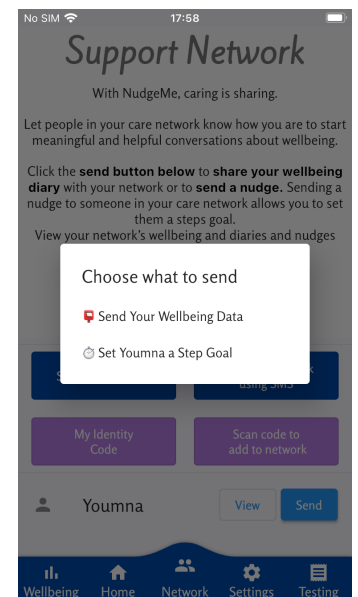 No SIM 17:58
Support Network
With NudgeMe, caring is sharing.
Let people in your care network know how you are to start
meaningful and helpful conversations about wellbeing.
Click the send button below to share your wellbeing
diary with your network or to send a nudge. Sending a
nudge to someone in your care network allows you to set
them a steps goal.
View your network's wellbeing and diaries and nudges
Choose what to send
Send Your Wellbeing Data
Set Youmna a Step Goal
using SMS
My Identity
Code
Scan code to
add to network
Youmna
View
Send
Wellbeing
Home
Network
Settings
Testing